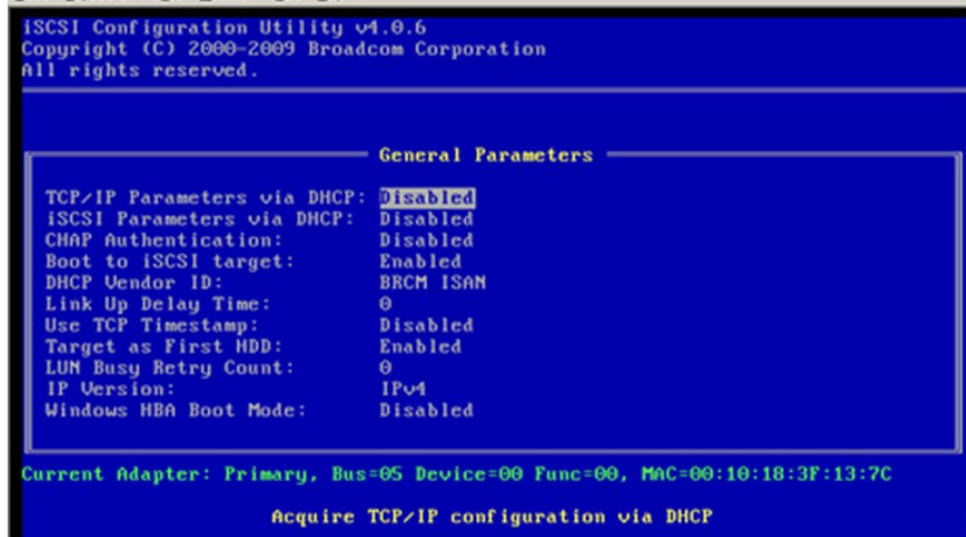 iSCSI Configuration Utility v4.0.6
Copyright (C) 2000-2009 Broadcom Corporation
All rights reserved.
General Parameters
TCP/IP Parameters via DHCP: Disabled
iSCSI Parameters via DHCP: Disabled
CHAP Authentication: Disabled
Boot to iSCSI target: Enabled
DHCP Vendor ID: BRCM ISAN
Link Up Delay Time: 0
Use TCP Timestamp: Disabled
Target as First HDD: Enabled
LUN Busy Retry Count: 0
IP Version: IPv4
Windows HBA Boot Mode: Disabled
Current Adapter: Primary, Bus=05 Device=00 Func=00, MAC=00:10:18:3F:13:7C
Acquire TCP/IP configuration via DHCP